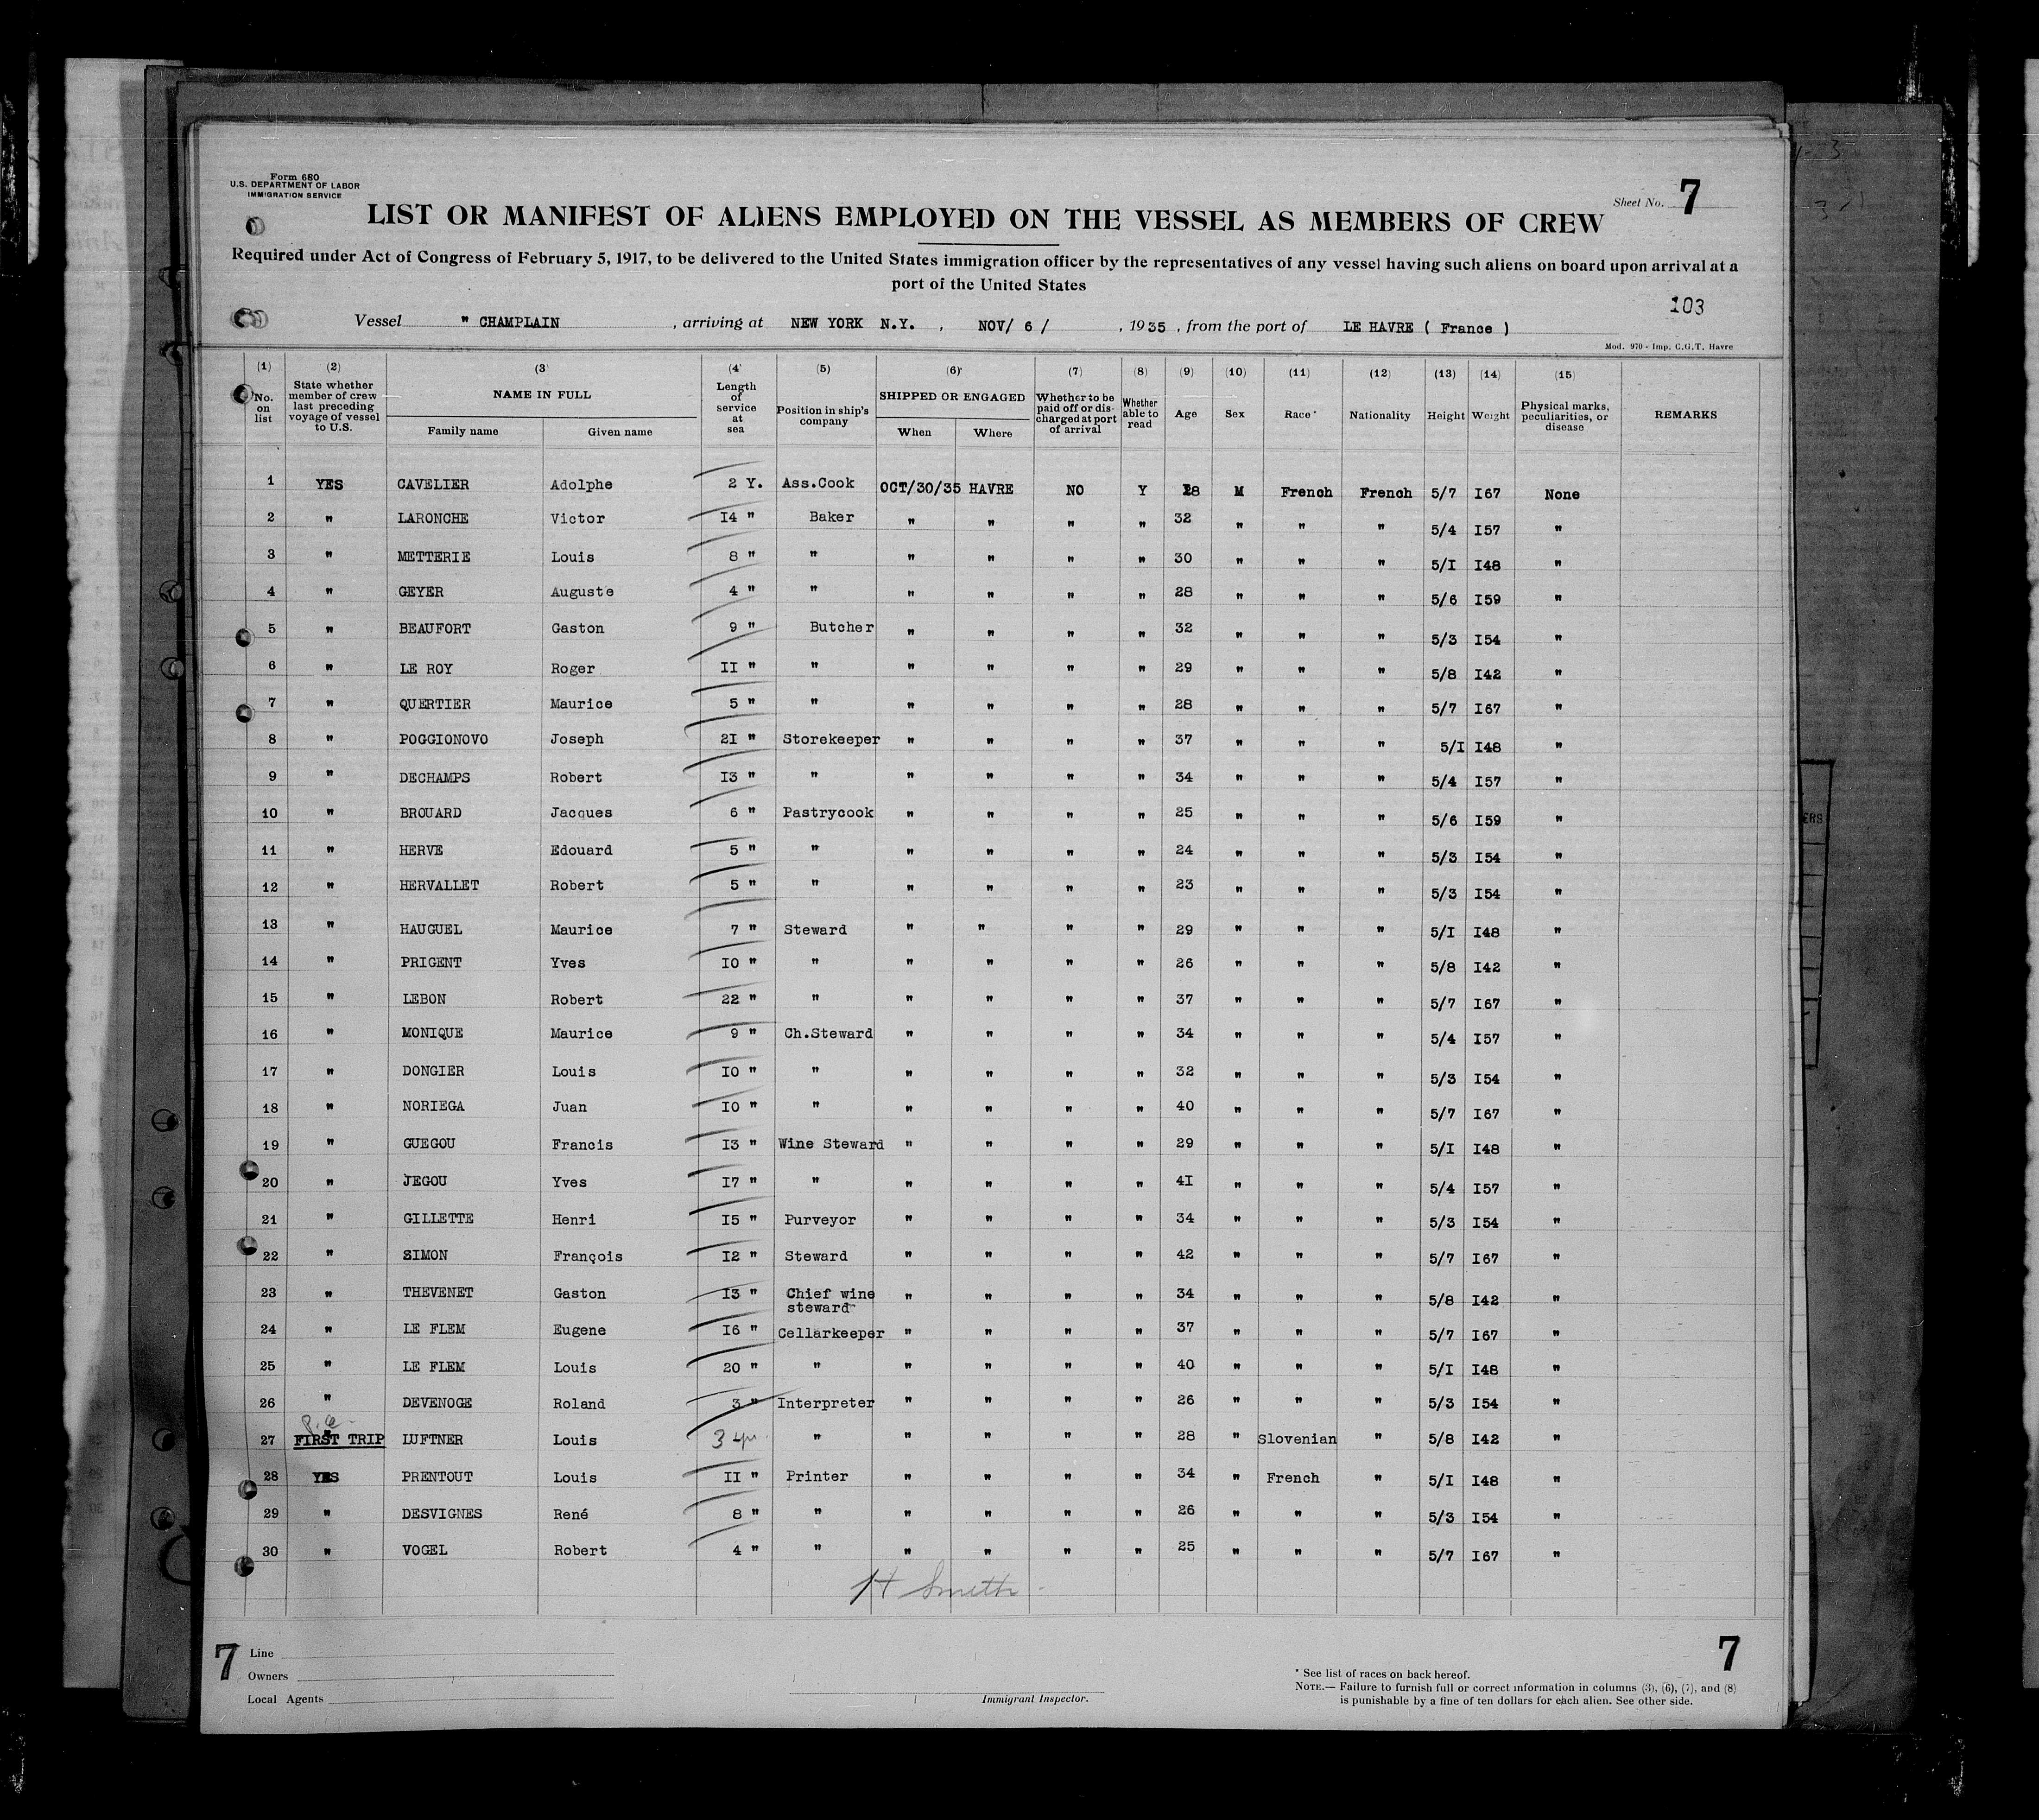 Form 680
U.S. DEPARTMENT OF LABOR
IMMIGRATION SERVICE
Sheet No. 7
LIST OR MANIFEST OF ALIENS EMPLOYED ON THE VESSEL AS MEMBERS OF CREW
Required under Act of Congress of February 5, 1917, to be delivered to the United States immigration officer by the representatives of any vessel having such aliens on board upon arrival at a
port of the United States
103
Vessel " CHAMPLAIN , arriving at NEW YORK N.Y. , NOV/ 6 / , 1935 , from the port of LE HAVRE ( France )
Mod. 970 - Imp. C.G.T. Havre
(1) (2) (3) (4) (5) (6) (7) (8) (9) (10) (11) (12) (13) (14) (15)
No. on list State whether member of crew last preceding voyage of vessel to U.S. NAME IN FULL Family name Given name Length of service at sea Position in ship's company SHIPPED OR ENGAGED When Where Whether to be paid off or discharged at port of arrival Whether able to read Age Sex Race* Nationality Height Weight Physical marks, peculiarities, or disease REMARKS
1 YES CAVELIER Adolphe 2 Y. Ass.Cook OCT/30/35 HAVRE NO Y 28 M French French 5/7 I67 None
2 " LARONCHE Victor I4 " Baker " " " " 32 " " " 5/4 I57 "
3 " METTERIE Louis 8 " " " " " " 30 " " " 5/I I48 "
4 " GEYER Auguste 4 " " " " " " 28 " " " 5/6 I59 "
5 " BEAUFORT Gaston 9 " Butcher " " " " 32 " " " 5/3 I54 "
6 " LE ROY Roger II " " " " " " 29 " " " 5/8 I42 "
7 " QUERTIER Maurice 5 " " " " " " 28 " " " 5/7 I67 "
8 " POGGIONOVO Joseph 2I " Storekeeper " " " " 37 " " " 5/I I48 "
9 " DECHAMPS Robert I3 " " " " " " 34 " " " 5/4 I57 "
10 " BROUARD Jacques 6 " Pastrycook " " " " 25 " " " 5/6 I59 "
11 " HERVE Edouard 5 " " " " " " 24 " " " 5/3 I54 "
12 " HERVALLET Robert 5 " " " " " " 23 " " " 5/3 I54 "
13 " HAUGUEL Maurice 7 " Steward " " " " 29 " " " 5/I I48 "
14 " PRIGENT Yves I0 " " " " " " 26 " " " 5/8 I42 "
15 " LEBON Robert 22 " " " " " " 37 " " " 5/7 I67 "
16 " MONIQUE Maurice 9 " Ch.Steward " " " " 34 " " " 5/4 I57 "
17 " DONGIER Louis I0 " " " " " " 32 " " " 5/3 I54 "
18 " NORIEGA Juan I0 " " " " " " 40 " " " 5/7 I67 "
19 " GUEGOU Francis I3 " Wine Steward " " " " 29 " " " 5/I I48 "
20 " JEGOU Yves I7 " " " " " " 4I " " " 5/4 I57 "
21 " GILLETTE Henri I5 " Purveyor " " " " 34 " " " 5/3 I54 "
22 " SIMON François I2 " Steward " " " " 42 " " " 5/7 I67 "
23 " THEVENET Gaston I3 " Chief wine steward " " " " 34 " " " 5/8 I42 "
24 " LE FLEM Eugene I6 " Cellarkeeper " " " " 37 " " " 5/7 I67 "
25 " LE FLEM Louis 20 " " " " " " 40 " " " 5/I I48 "
26 " DEVENOGE Roland 3 " Interpreter " " " " 26 " " " 5/3 I54 "
27 FIRST TRIP LUFTNER Louis 3 yr. " " " " " 28 " Slovenian " 5/8 I42 "
28 YES PRENTOUT Louis II " Printer " " " " 34 " French " 5/I I48 "
29 " DESVIGNES René 8 " " " " " " 26 " " " 5/3 I54 "
30 " VOGEL Robert 4 " " " " " " 25 " " " 5/7 I67 "
H Smith
7 7
Line
Owners
Local Agents
Immigrant Inspector.
* See list of races on back hereof.
NOTE.— Failure to furnish full or correct information in columns (3), (6), (7), and (8)
is punishable by a fine of ten dollars for each alien. See other side.